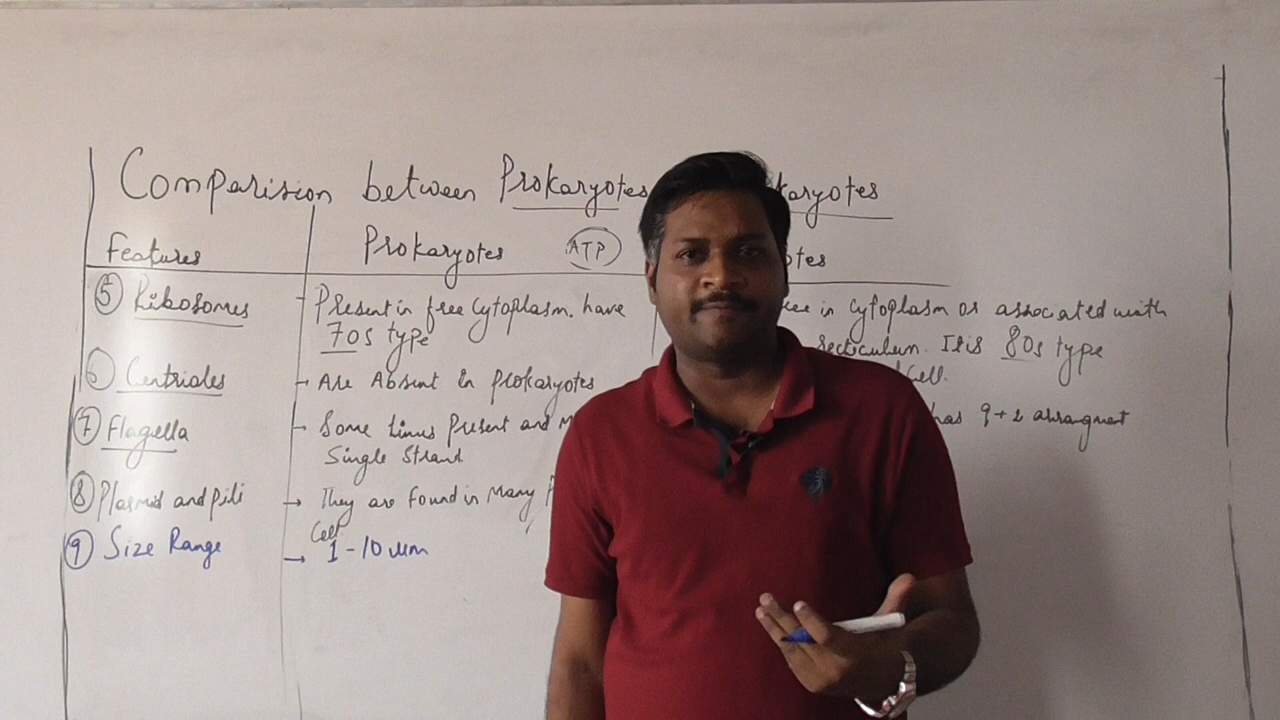 Comparision between Prokaryotes karyotes
Features Prokaryotes ATP otes
5 Ribosomes Present in free cytoplasm. have in cytoplasm or associated with
70s type recticulum. It is 80s type
6 Centrioles → Are Absent in prokaryotes cell.
7 Flagella Some times Present and has 9+2
Single Strand
8 Plasmid and pili → They are found in Many
Cell
9 Size Range → 1-10 um